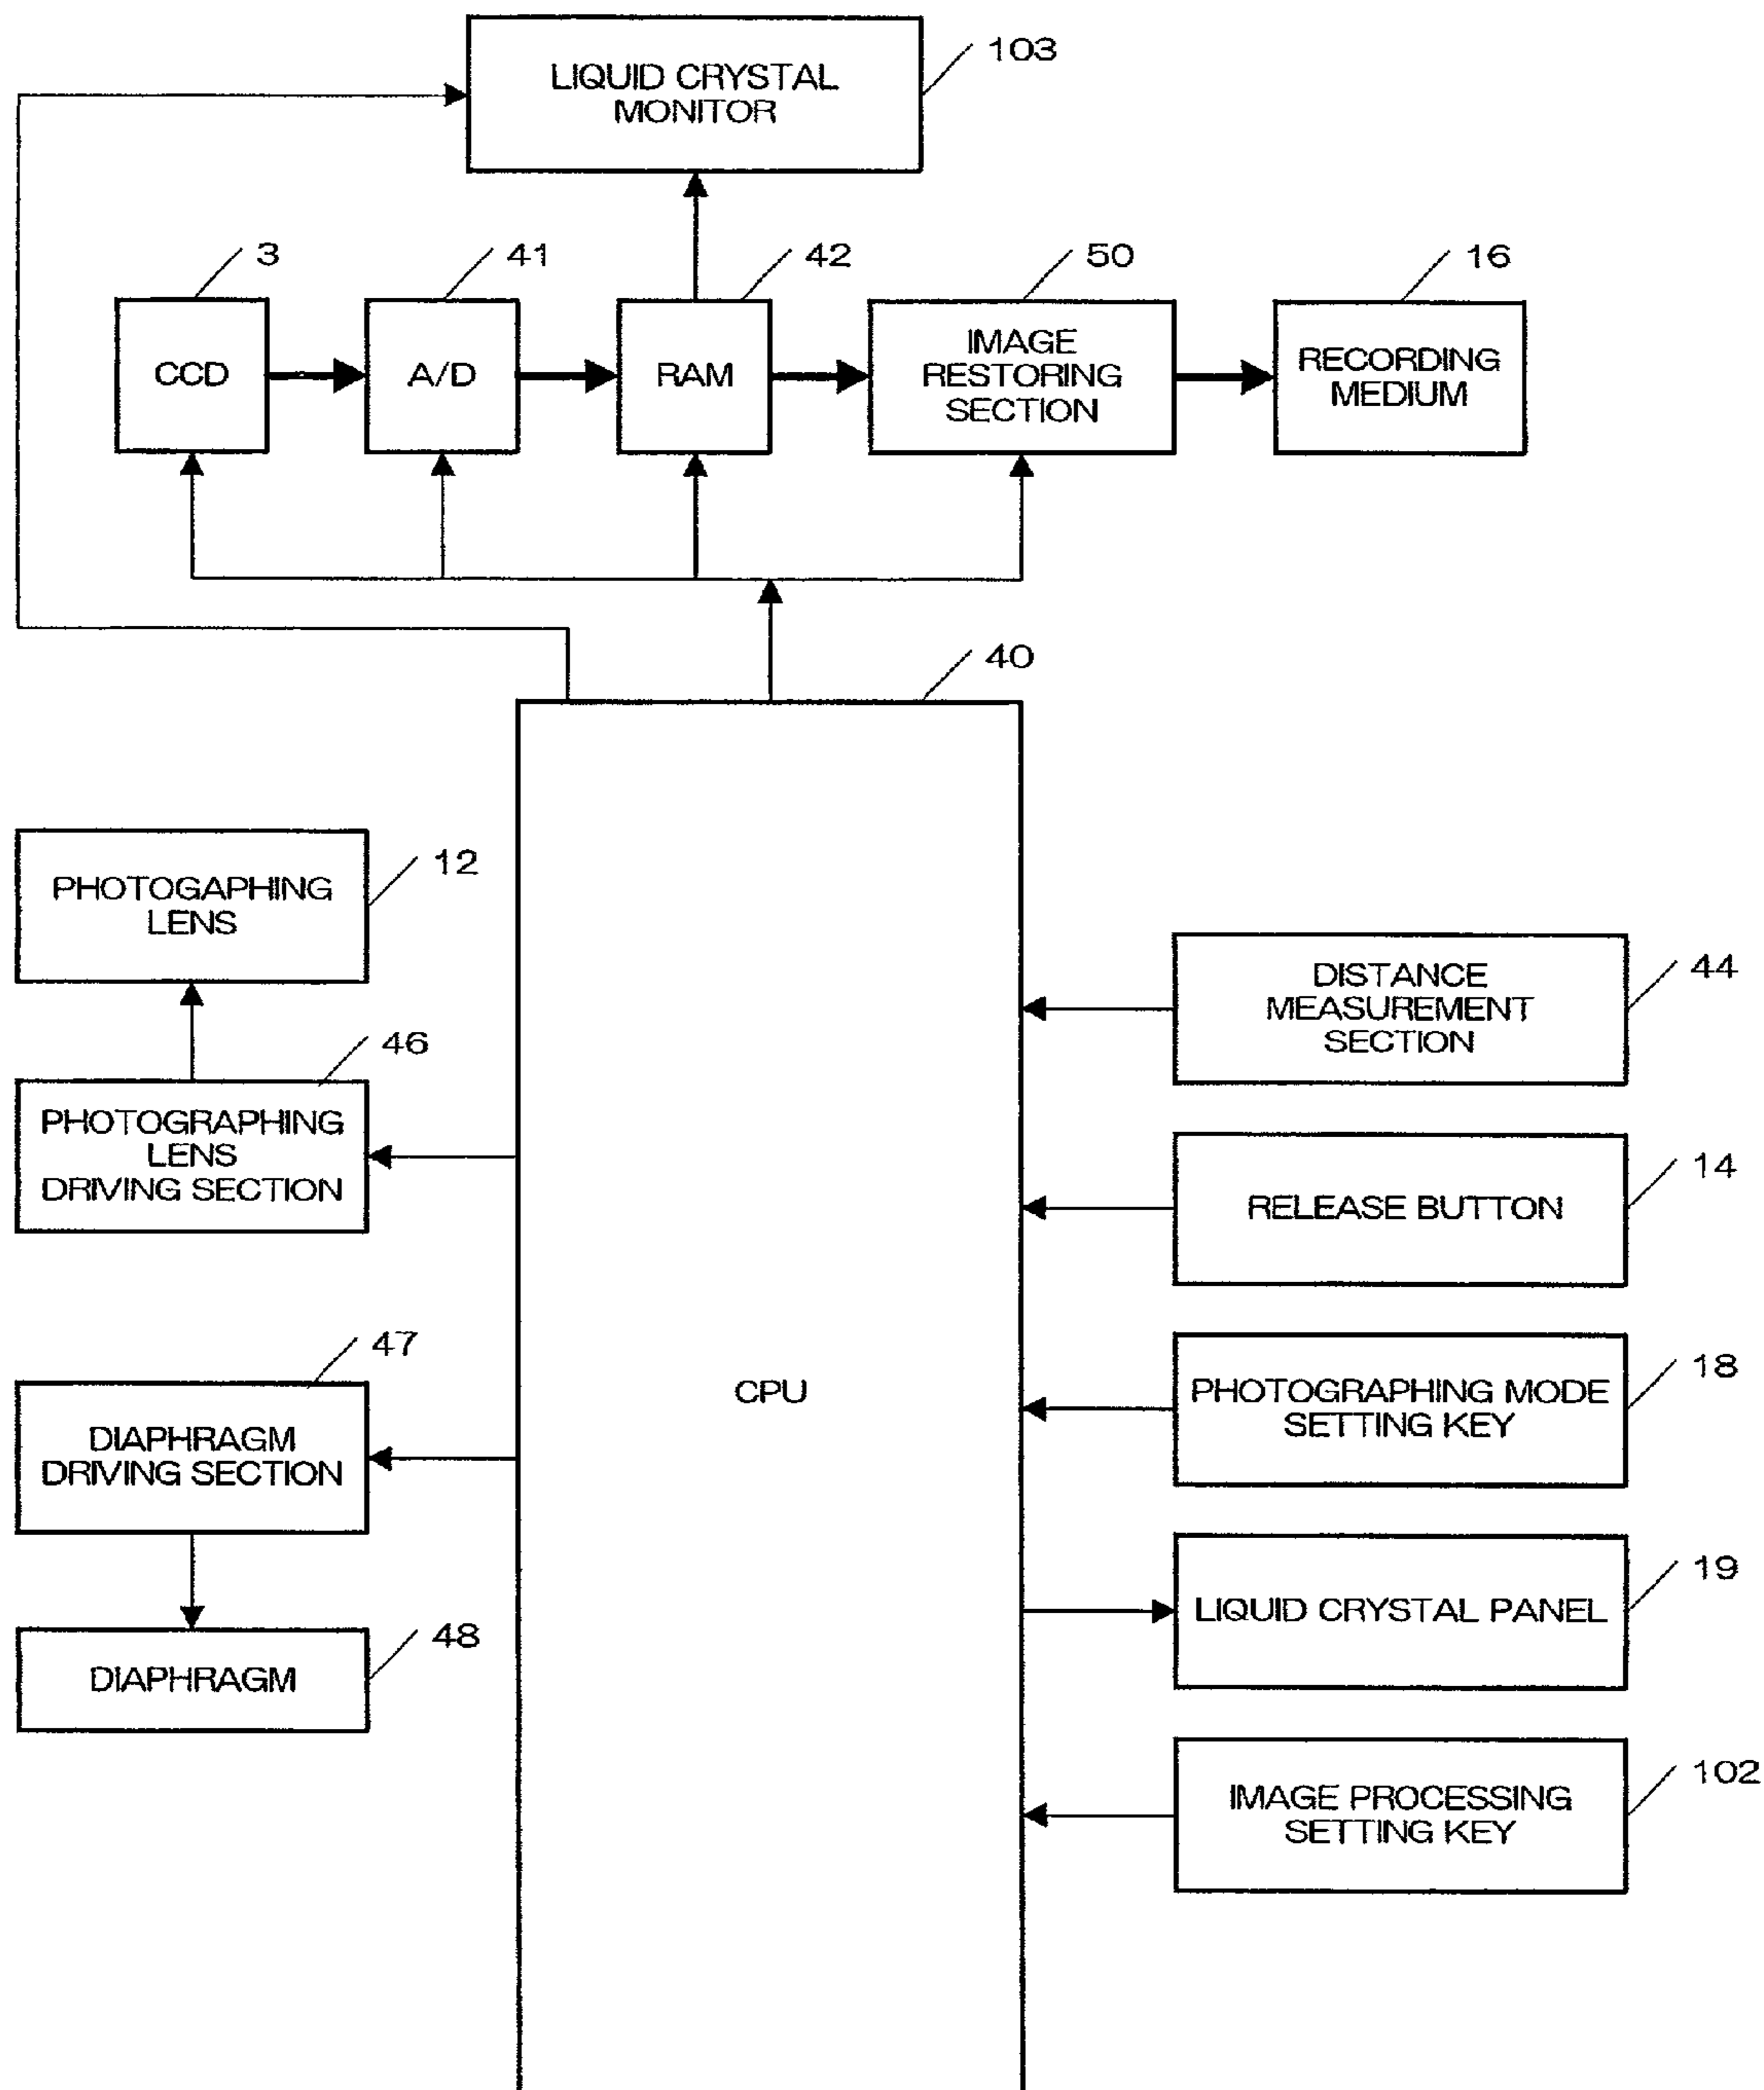 103
LIQUID CRYSTAL
MONITOR
3
41
42
50
16
CCD
A/D
RAM
IMAGE
RESTORING
SECTION
RECORDING
MEDIUM
40
12
PHOTOGAPHING
LENS
44
DISTANCE
MEASUREMENT
SECTION
46
PHOTOGRAPHING
LENS
DRIVING SECTION
14
RELEASE BUTTON
47
18
CPU
PHOTOGRAPHING MODE
SETTING KEY
DIAPHRAGM
DRIVING SECTION
19
LIQUID CRYSTAL PANEL
48
DIAPHRAGM
102
IMAGE PROCESSING
SETTING KEY